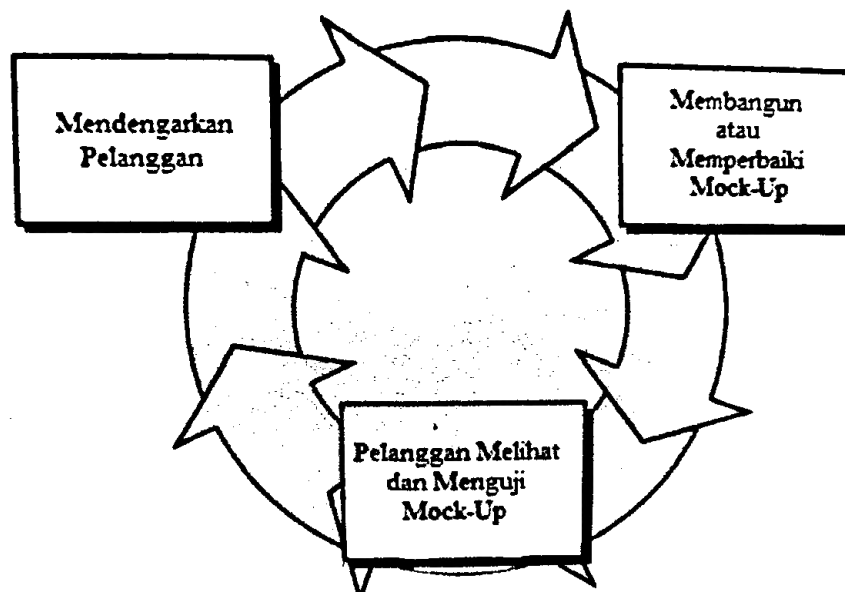 Mendengarkan
Pelanggan
Membangun
atau
Memperbaiki
Mock-Up
Pelanggan Melihat
dan Menguji
Mock-Up